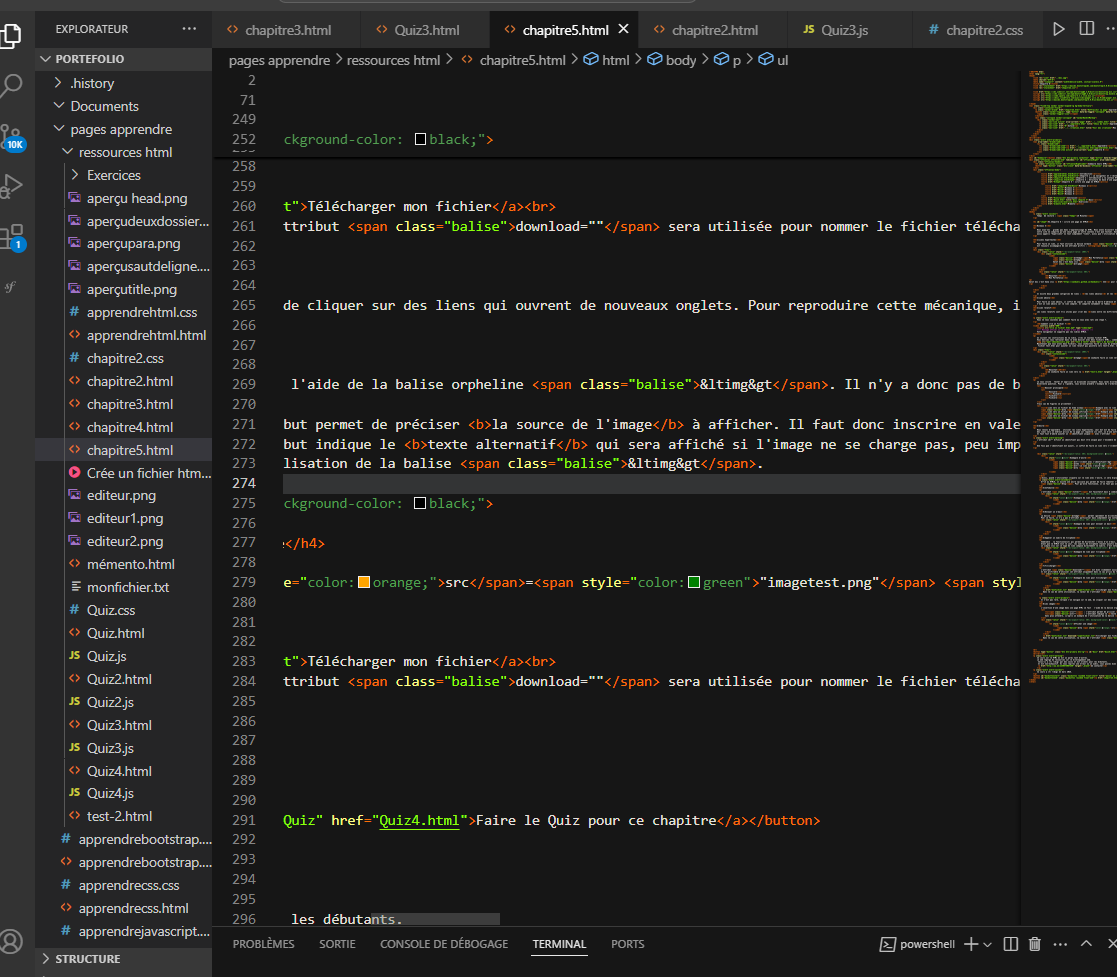 EXPLORATEUR
PORTEFOLIO
.history
Documents
pages apprendre
ressources html
Exercices
aperçu head.png
aperçudeuxdossier...
aperçupara.png
aperçusautdeligne....
aperçutitle.png
apprendrehtml.css
apprendrehtml.html
chapitre2.css
chapitre2.html
chapitre3.html
chapitre4.html
chapitre5.html
Crée un fichier htm...
editeur.png
editeur1.png
editeur2.png
mémento.html
monfichier.txt
Quiz.css
Quiz.html
JS Quiz.js
Quiz2.html
JS Quiz2.js
Quiz3.html
JS Quiz3.js
Quiz4.html
JS Quiz4.js
test-2.html
apprendrebootstrap....
apprendrebootstrap....
apprendrecss.css
apprendrecss.html
apprendrejavascript....
STRUCTURE
10K
1
sf
chapitre3.html
Quiz3.html
chapitre5.html
chapitre2.html
JS Quiz3.js
# chapitre2.css
pages apprendre > ressources html > chapitre5.html > html > body > p > ul
2
71
249
252 ckground-color: black;">
258
259
260 t">Télécharger mon fichier</a><br>
261 ttribut <span class="balise">download=""</span> sera utilisée pour nommer le fichier télécha
262
263
264
265 de cliquer sur des liens qui ouvrent de nouveaux onglets. Pour reproduire cette mécanique, i
266
267
268
269 l'aide de la balise orpheline <span class="balise">&ltimg&gt</span>. Il n'y a donc pas de b
270
271 but permet de préciser <b>la source de l'image</b> à afficher. Il faut donc inscrire en vale
272 but indique le <b>texte alternatif</b> qui sera affiché si l'image ne se charge pas, peu imp
273 lisation de la balise <span class="balise">&ltimg&gt</span>.
274
275 ckground-color: black;">
276
277 :</h4>
278
279 e="color:orange;">src</span>=<span style="color:green">"imagetest.png"</span> <span styl
280
281
282
283 t">Télécharger mon fichier</a><br>
284 ttribut <span class="balise">download=""</span> sera utilisée pour nommer le fichier télécha
285
286
287
288
289
290
291 Quiz" href="Quiz4.html">Faire le Quiz pour ce chapitre</a></button>
292
293
294
295
296 les débutants.
PROBLÈMES SORTIE CONSOLE DE DÉBOGAGE TERMINAL PORTS
powershell